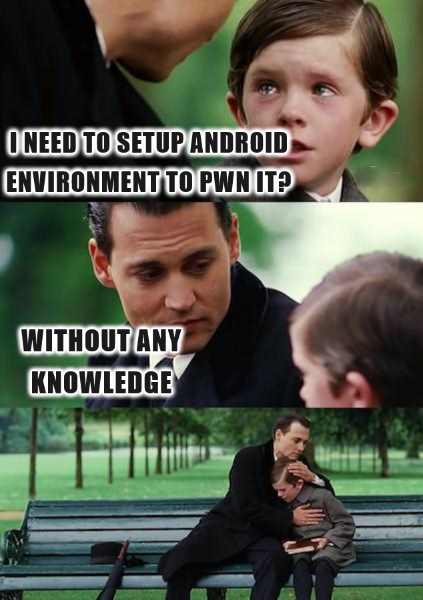 I NEED TO SETUP ANDROID
ENVIRONMENT TO PWN IT?
WITHOUT ANY
KNOWLEDGE